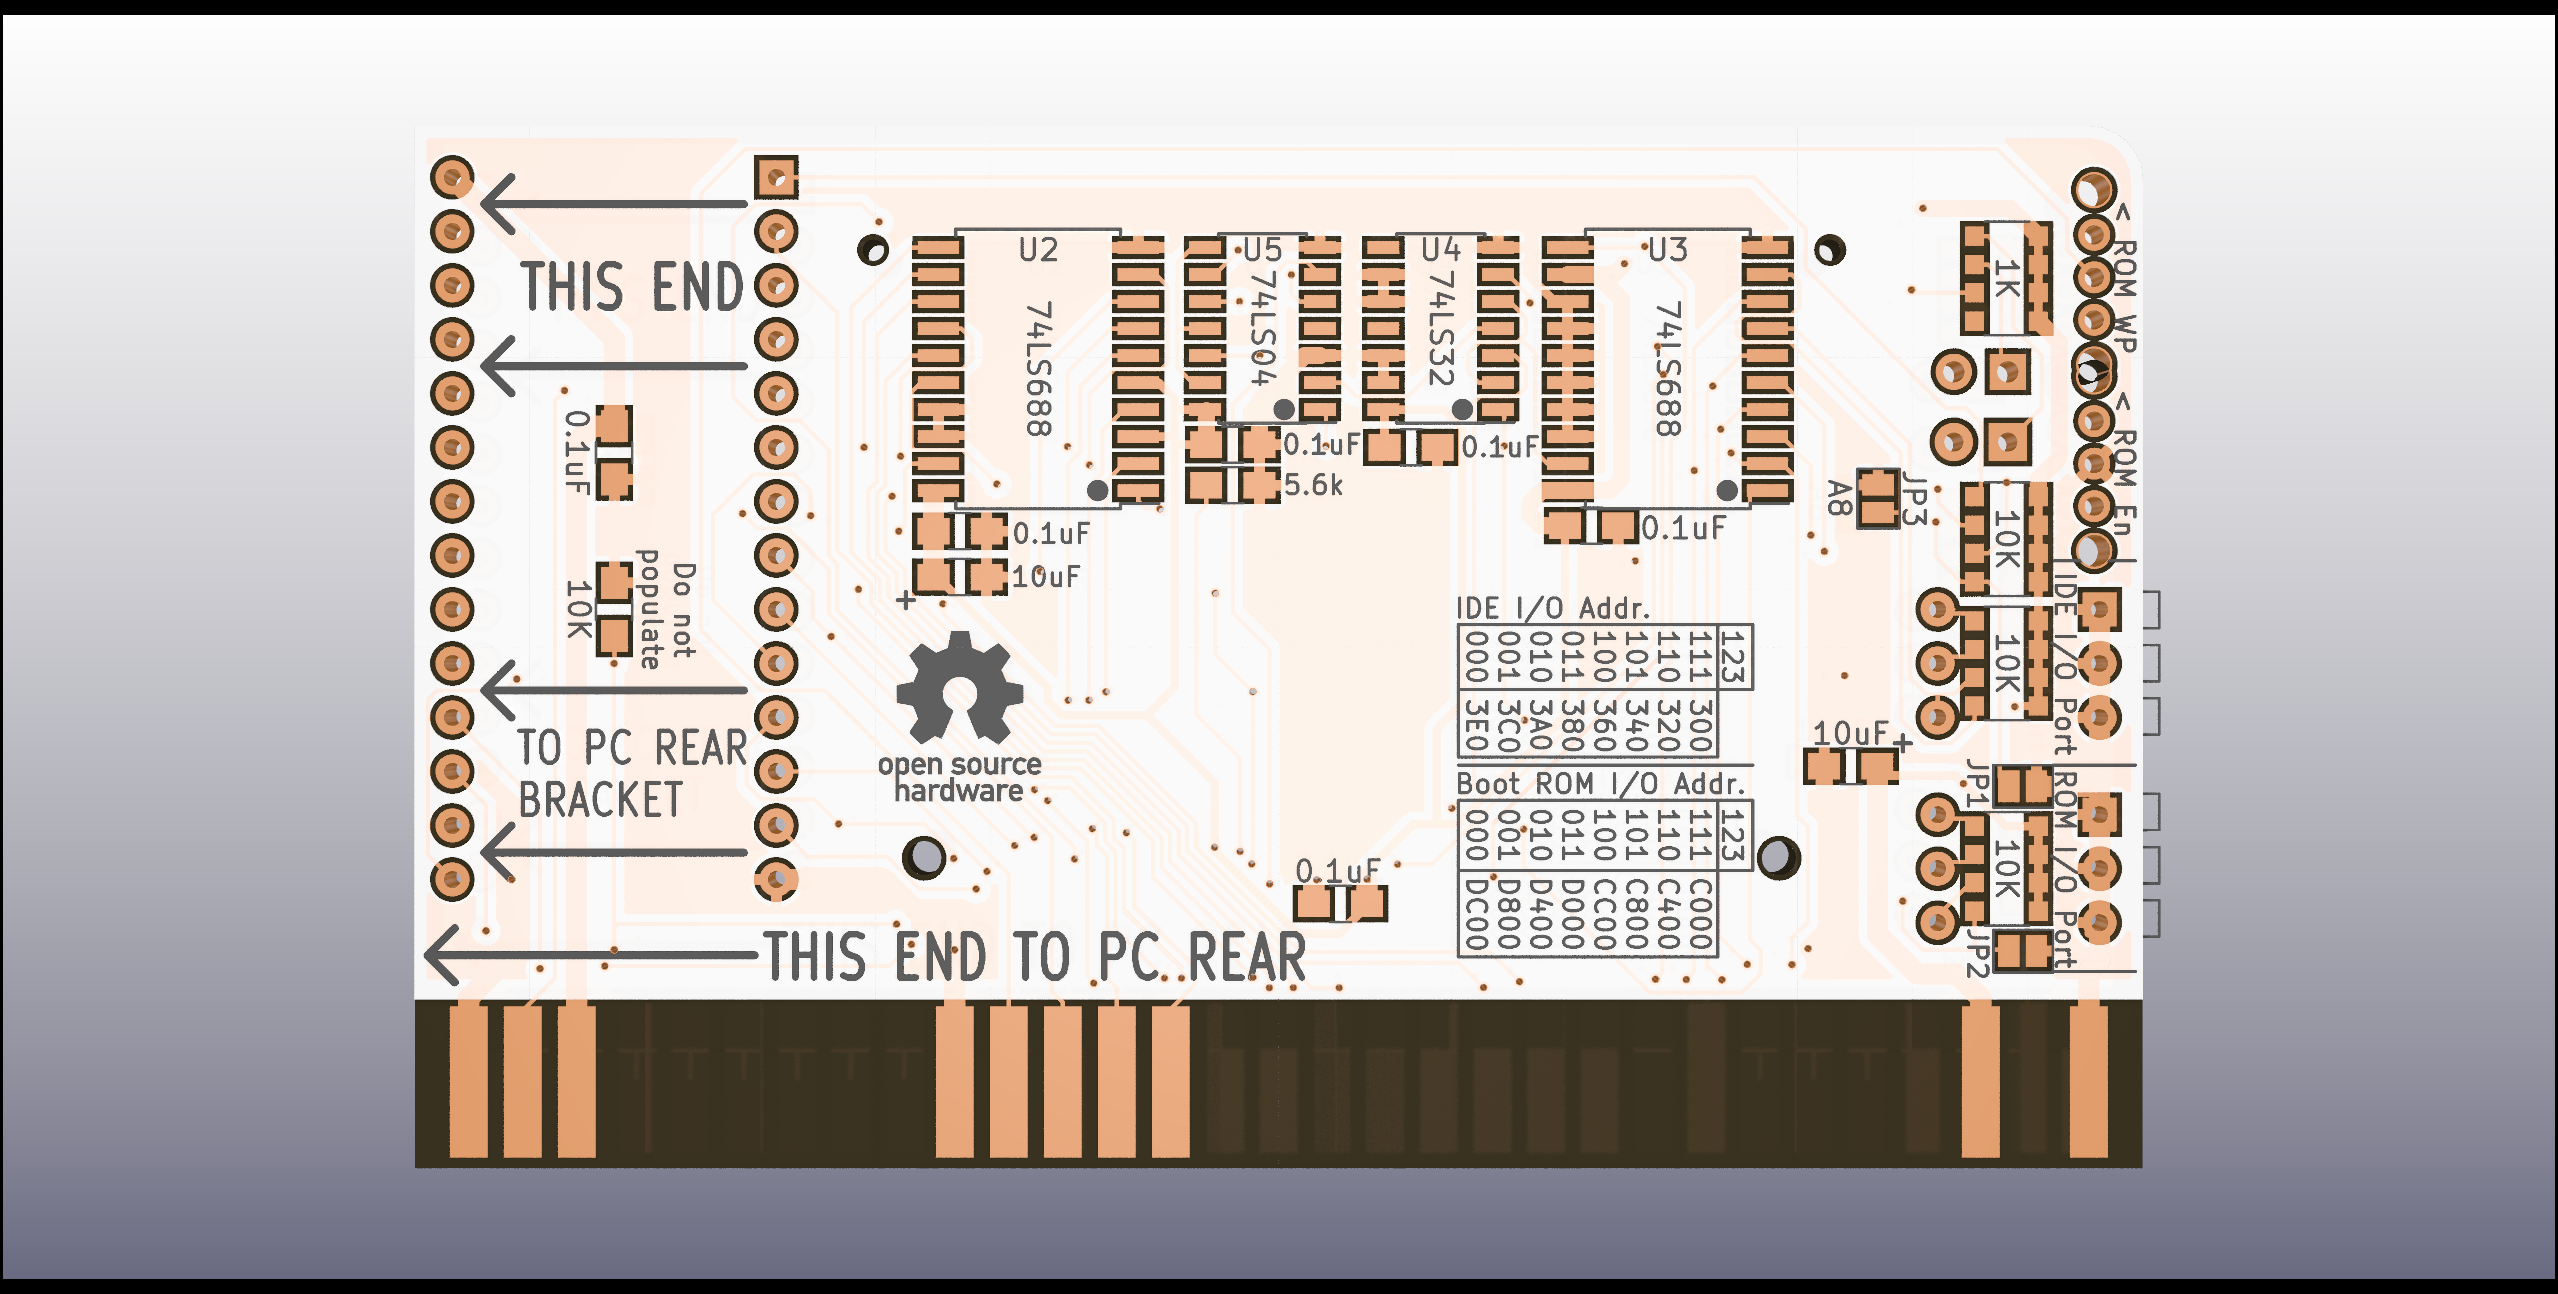 THIS END
0.1uF
10K
Do not
populate
TO PC REAR
BRACKET
THIS END TO PC REAR
U2
74LS688
U5
74LS04
U4
74LS32
U3
74LS688
0.1uF
5.6k
0.1uF
0.1uF
10uF
+
0.1uF
open source
hardware
IDE I/O Addr.
123
111 300
110 320
101 340
100 360
011 380
010 3A0
001 3C0
000 3E0
Boot ROM I/O Addr.
123
111 C000
110 C400
101 C800
100 CC00
011 D000
010 D400
001 D800
000 DC00
0.1uF
10uF
+
A8
JP3
1K
< ROM WP
< ROM En
10K
10K
IDE I/O Port
JP1
10K
JP2
ROM I/O Port